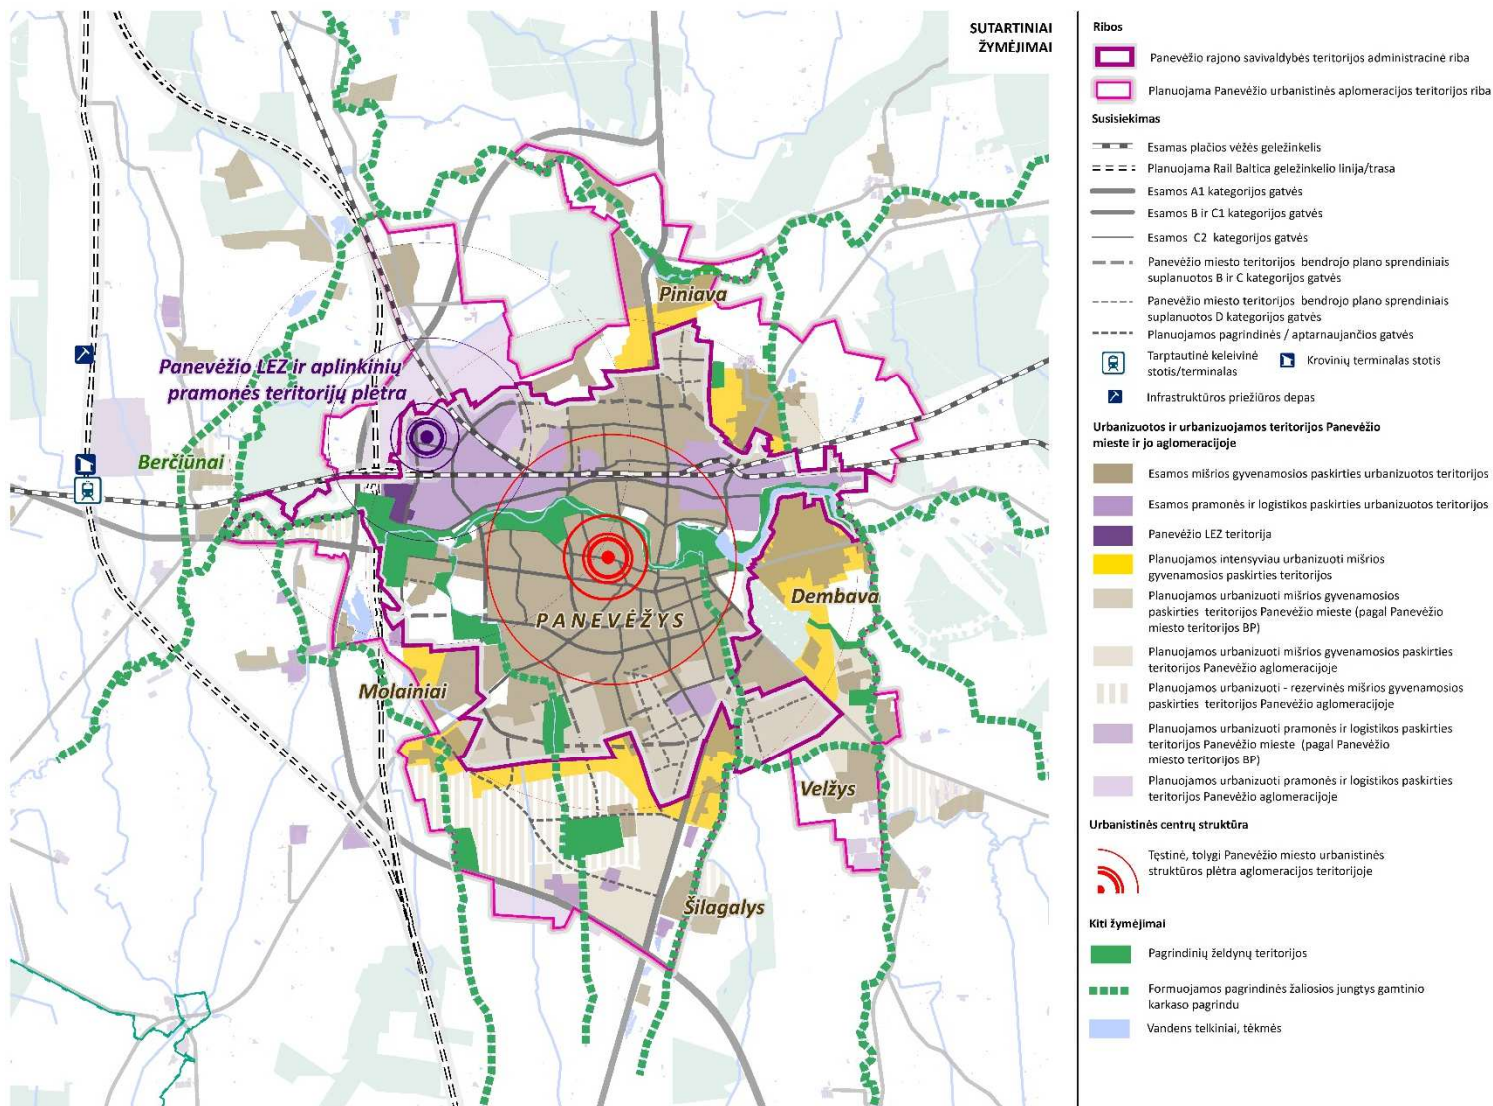 SUTARTINIAI
ŽYMĖJIMAI
Piniava
Panevėžio LEZ ir aplinkinių
pramonės teritorijų plėtra
Berčiūnai
PANEVĖŽYS
Dembava
Molainiai
Velžys
Šilagalys
Ribos
Panevėžio rajono savivaldybės teritorijos administracinė riba
Planuojama Panevėžio urbanistinės aplomeracijos teritorijos riba
Susisiekimas
Esamas plačios vėžės geležinkelis
Planuojama Rail Baltica geležinkelio linija/trasa
Esamos A1 kategorijos gatvės
Esamos B ir C1 kategorijos gatvės
Esamos C2 kategorijos gatvės
Panevėžio miesto teritorijos bendrojo plano sprendiniais
suplanuotos B ir C kategorijos gatvės
Panevėžio miesto teritorijos bendrojo plano sprendiniais
suplanuotos D kategorijos gatvės
Planuojamos pagrindinės / aptarnaujančios gatvės
Tarptautinė keleivinė
stotis/terminalas
Krovinių terminalas stotis
Infrastruktūros priežiūros depas
Urbanizuotos ir urbanizuojamos teritorijos Panevėžio
mieste ir jo aglomeracijoje
Esamos mišrios gyvenamosios paskirties urbanizuotos teritorijos
Esamos pramonės ir logistikos paskirties urbanizuotos teritorijos
Panevėžio LEZ teritorija
Planuojamos intensyviau urbanizuoti mišrios
gyvenamosios paskirties teritorijos
Planuojamos urbanizuoti mišrios gyvenamosios
paskirties teritorijos Panevėžio mieste (pagal Panevėžio
miesto teritorijos BP)
Planuojamos urbanizuoti mišrios gyvenamosios paskirties
teritorijos Panevėžio aglomeracijoje
Planuojamos urbanizuoti - rezervinės mišrios gyvenamosios
paskirties teritorijos Panevėžio aglomeracijoje
Planuojamos urbanizuoti pramonės ir logistikos paskirties
teritorijos Panevėžio mieste (pagal Panevėžio
miesto teritorijos BP)
Planuojamos urbanizuoti pramonės ir logistikos paskirties
teritorijos Panevėžio aglomeracijoje
Urbanistinės centrų struktūra
Tęstinė, tolygi Panevėžio miesto urbanistinės
struktūros plėtra aglomeracijos teritorijoje
Kiti žymėjimai
Pagrindinių želdynų teritorijos
Formuojamos pagrindinės žaliosios jungtys gamtinio
karkaso pagrindu
Vandens telkiniai, tėkmės